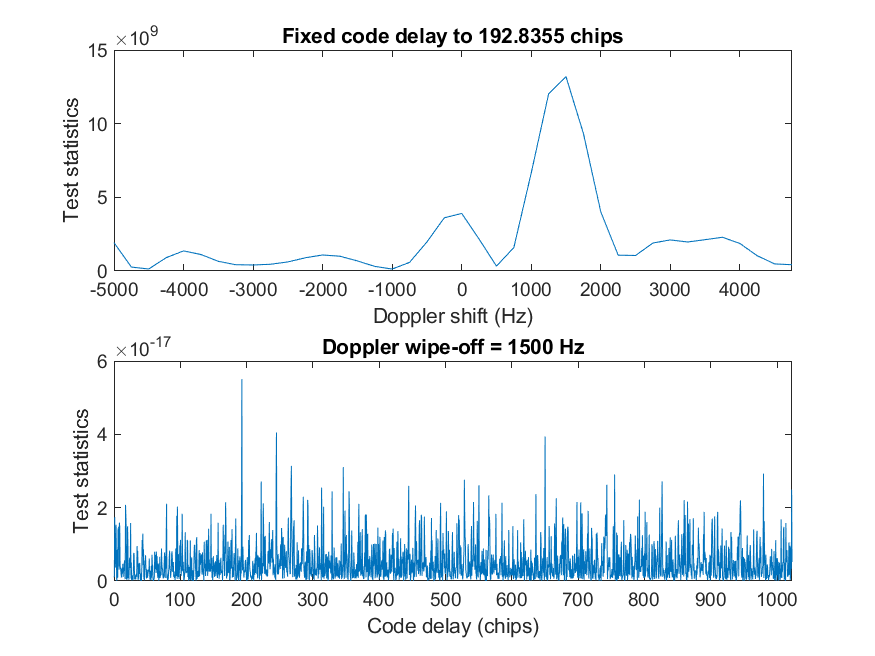 Fixed code delay to 192.8355 chips
×10^9
15
10
5
0
Test statistics
-5000 -4000 -3000 -2000 -1000 0 1000 2000 3000 4000
Doppler shift (Hz)
Doppler wipe-off = 1500 Hz
×10^-17
6
4
2
0
Test statistics
0 100 200 300 400 500 600 700 800 900 1000
Code delay (chips)